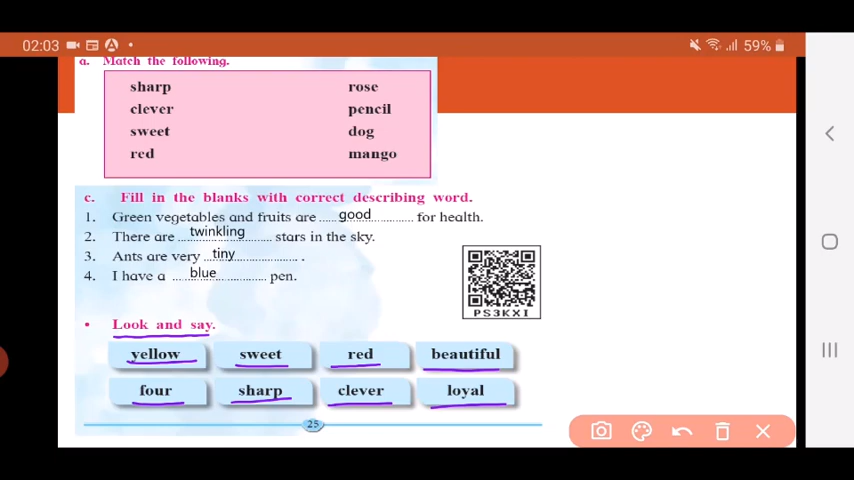 02:03 59%
a. Match the following.
sharp rose
clever pencil
sweet dog
red mango
c. Fill in the blanks with correct describing word.
1. Green vegetables and fruits are ....good.............. for health.
2. There are ...twinkling........ stars in the sky.
3. Ants are very ..tiny................... .
4. I have a .....blue............. pen.
PS3KXI
• Look and say.
yellow sweet red beautiful
four sharp clever loyal
25